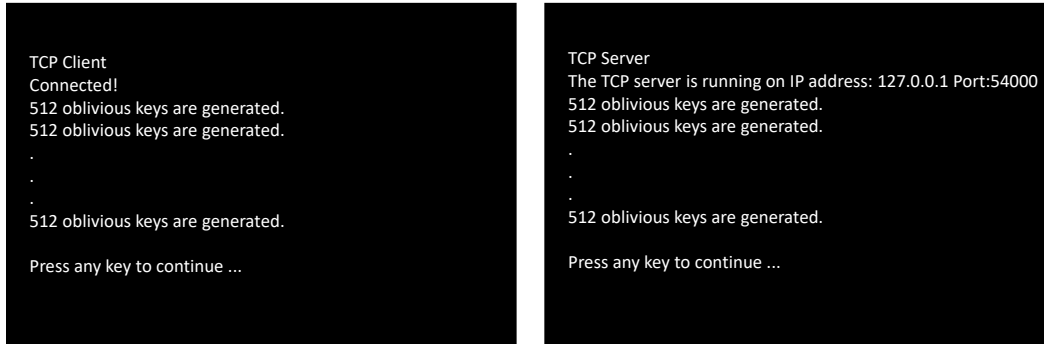 TCP Client
Connected!
512 oblivious keys are generated.
512 oblivious keys are generated.
.
.
.
512 oblivious keys are generated.
Press any key to continue ...
TCP Server
The TCP server is running on IP address: 127.0.0.1 Port:54000
512 oblivious keys are generated.
512 oblivious keys are generated.
.
.
.
512 oblivious keys are generated.
Press any key to continue ...